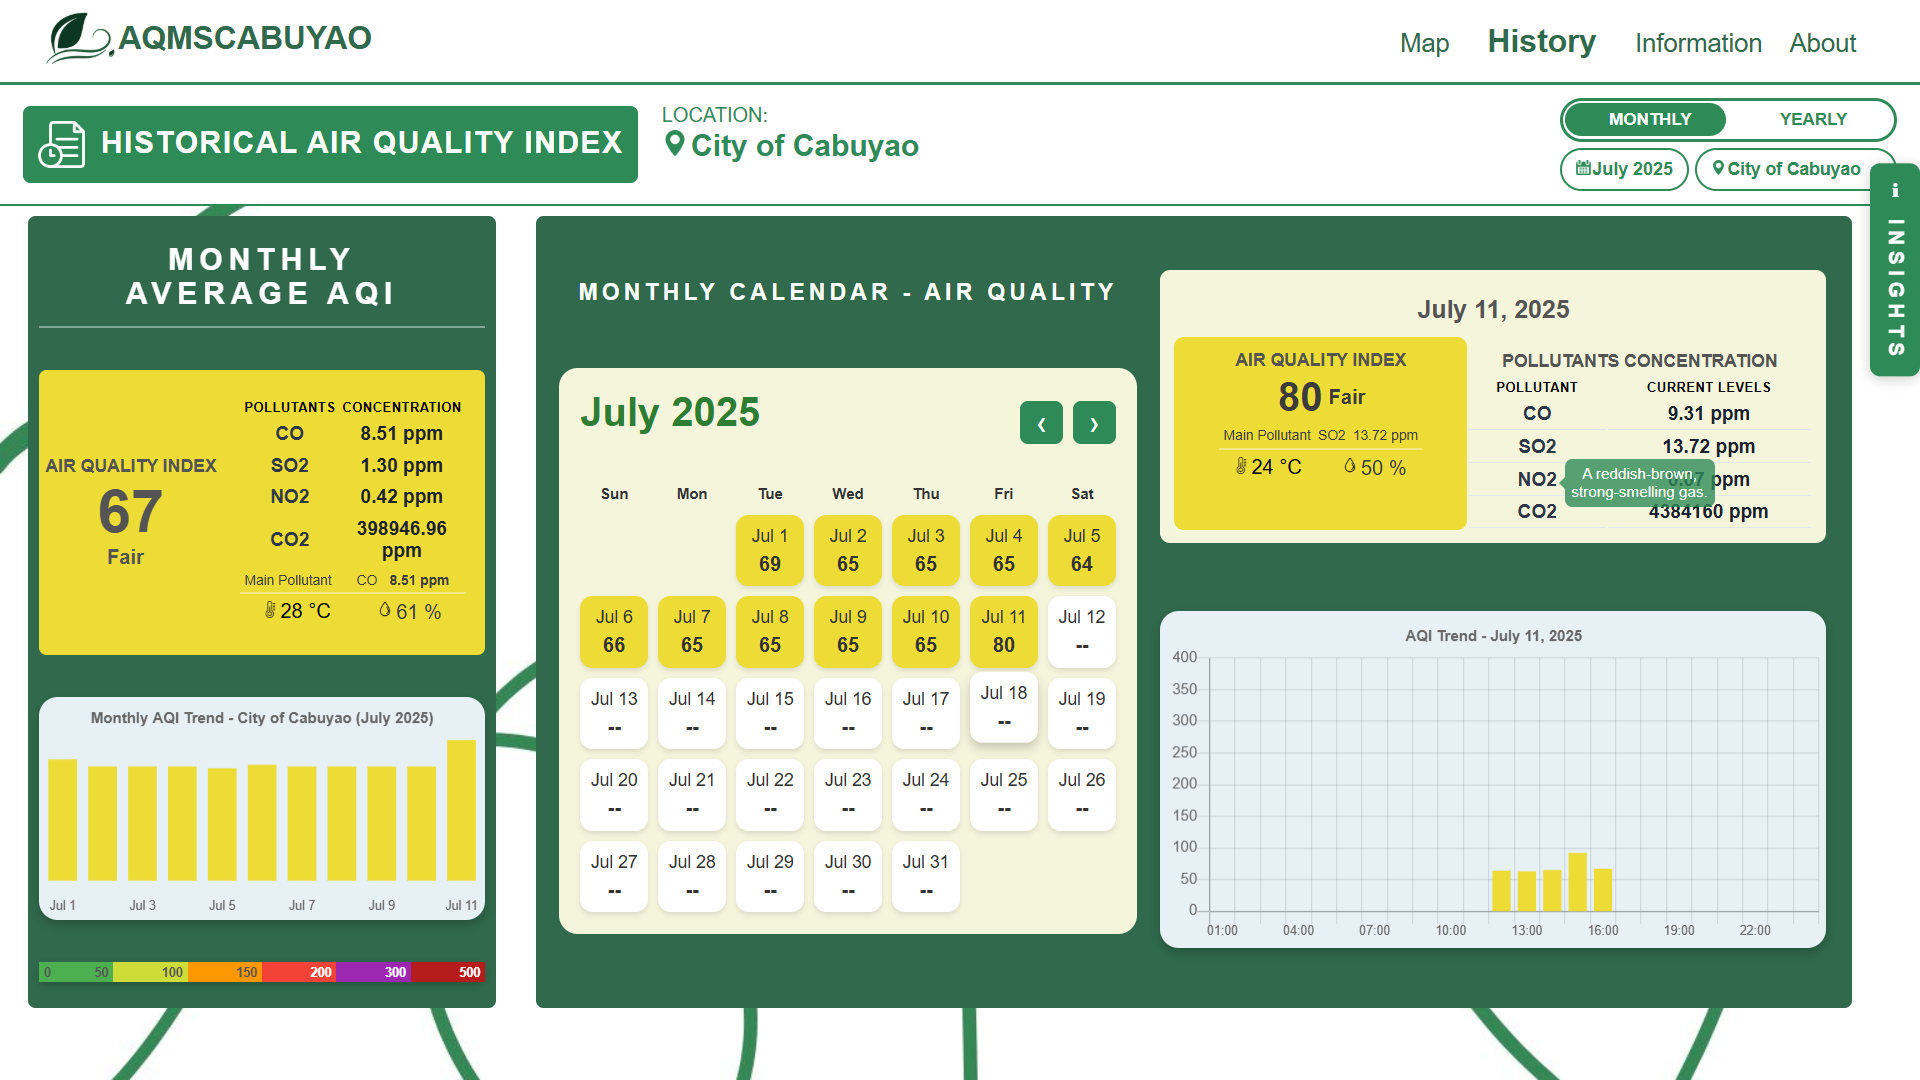 AQMSCABUYAO
Map History Information About
HISTORICAL AIR QUALITY INDEX
LOCATION:
City of Cabuyao
MONTHLY YEARLY
July 2025 City of Cabuyao
i INSIGHTS
MONTHLY
AVERAGE AQI
AIR QUALITY INDEX
67
Fair
POLLUTANTS CONCENTRATION
CO 8.51 ppm
SO2 1.30 ppm
NO2 0.42 ppm
CO2 398946.96
ppm
Main Pollutant CO 8.51 ppm
28 °C 61 %
Monthly AQI Trend - City of Cabuyao (July 2025)
Jul 1 Jul 3 Jul 5 Jul 7 Jul 9 Jul 11
0 50 100 150 200 300 500
MONTHLY CALENDAR - AIR QUALITY
July 2025
‹ ›
Sun Mon Tue Wed Thu Fri Sat
Jul 1 Jul 2 Jul 3 Jul 4 Jul 5
69 65 65 65 64
Jul 6 Jul 7 Jul 8 Jul 9 Jul 10 Jul 11 Jul 12
66 65 65 65 65 80 --
Jul 13 Jul 14 Jul 15 Jul 16 Jul 17 Jul 18 Jul 19
-- -- -- -- -- -- --
Jul 20 Jul 21 Jul 22 Jul 23 Jul 24 Jul 25 Jul 26
-- -- -- -- -- -- --
Jul 27 Jul 28 Jul 29 Jul 30 Jul 31
-- -- -- -- --
July 11, 2025
AIR QUALITY INDEX
80 Fair
Main Pollutant SO2 13.72 ppm
24 °C 50 %
POLLUTANTS CONCENTRATION
POLLUTANT CURRENT LEVELS
CO 9.31 ppm
SO2 13.72 ppm
NO2 ppm
A reddish-brown,
strong-smelling gas.
CO2 4384160 ppm
AQI Trend - July 11, 2025
400
350
300
250
200
150
100
50
0
01:00 04:00 07:00 10:00 13:00 16:00 19:00 22:00